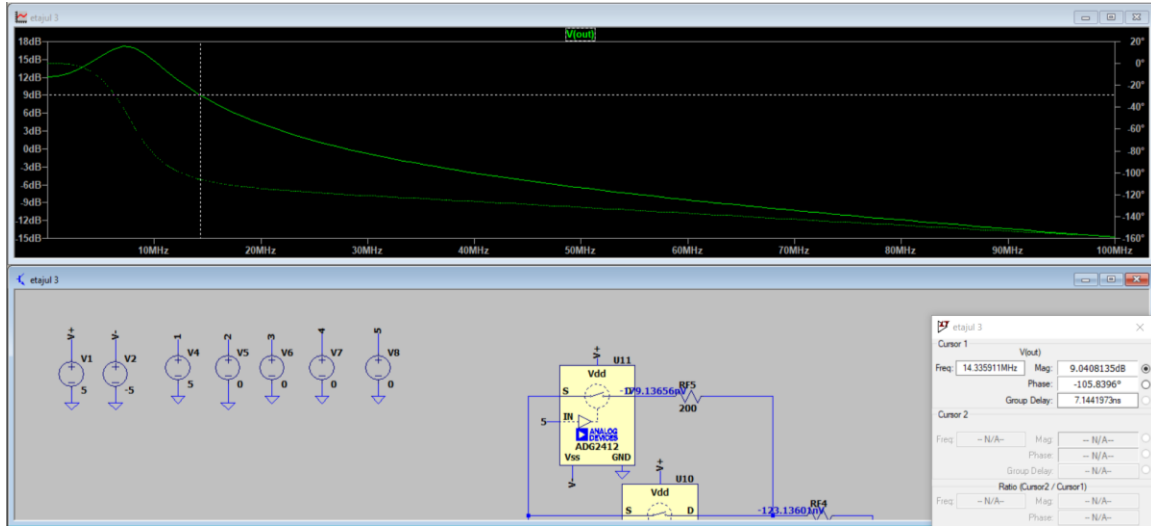 etajul 3
V(out)
18dB
15dB
12dB
9dB
6dB
3dB
0dB
-3dB
-6dB
-9dB
-12dB
-15dB
20°
0°
-20°
-40°
-60°
-80°
-100°
-120°
-140°
-160°
10MHz 20MHz 30MHz 40MHz 50MHz 60MHz 70MHz 80MHz 90MHz 100MHz
etajul 3
V+ V- 1 2 3 4 5
V1 V2 V4 V5 V6 V7 V8
5 -5 5 0 0 0 0
V+
U11
Vdd
S
RF5
200
5 IN
ANALOG
DEVICES
ADG2412
Vss GND
V-
V+
U10
Vdd
S D
-123.13601nV
RF4
etajul 3
Cursor 1
V(out)
Freq: 14.335911MHz Mag: 9.0408135dB
Phase: -105.8396°
Group Delay: 7.1441973ns
Cursor 2
Freq: -- N/A-- Mag: -- N/A--
Phase: -- N/A--
Group Delay: -- N/A--
Ratio (Cursor2 / Cursor1)
Freq: -- N/A-- Mag: -- N/A--
Phase: -- N/A--